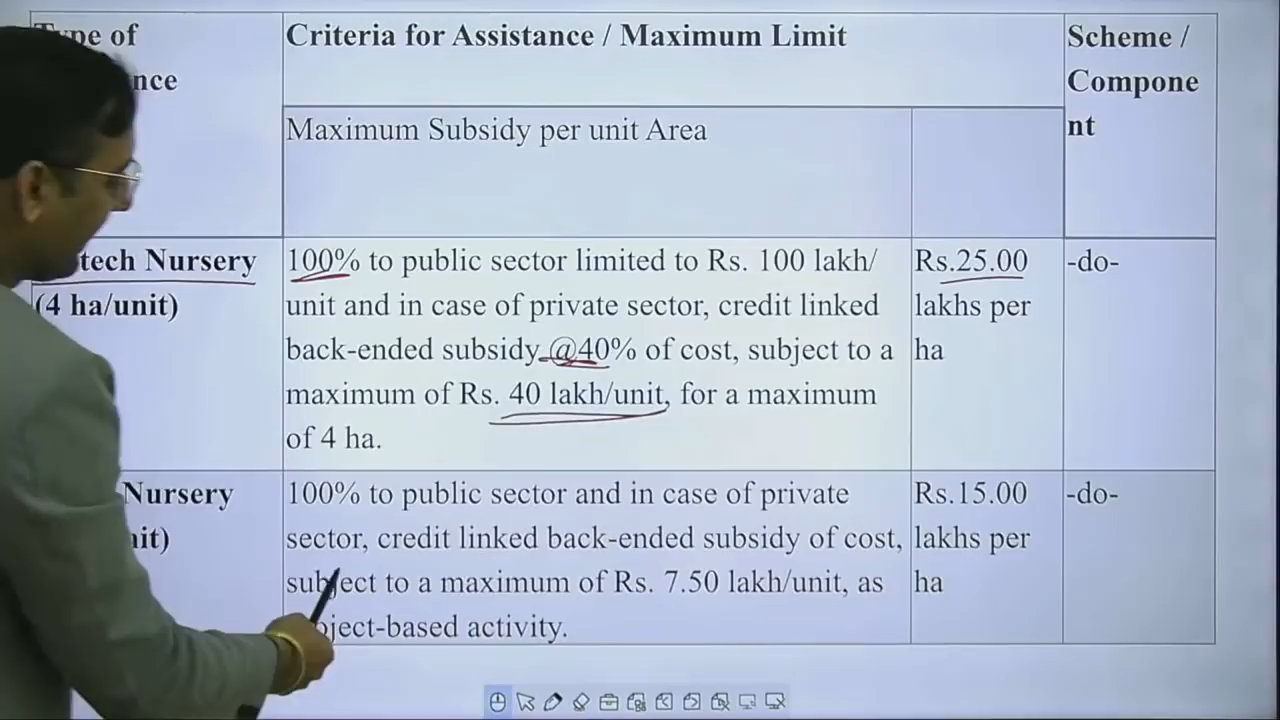 Type of
Criteria for Assistance / Maximum Limit
Scheme /
Compone
nt
Maximum Subsidy per unit Area
tech Nursery
(4 ha/unit)
100% to public sector limited to Rs. 100 lakh/
unit and in case of private sector, credit linked
back-ended subsidy @40% of cost, subject to a
maximum of Rs. 40 lakh/unit, for a maximum
of 4 ha.
Rs.25.00
lakhs per
ha
-do-
Nursery
100% to public sector and in case of private
sector, credit linked back-ended subsidy of cost,
subject to a maximum of Rs. 7.50 lakh/unit, as
activity.
Rs.15.00
lakhs per
ha
-do-